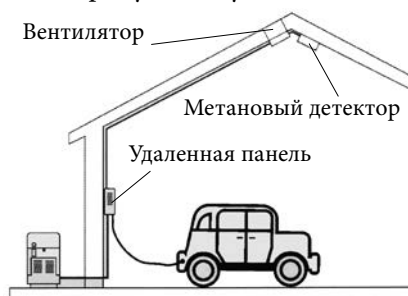 Вентилятор
Метановый детектор
Удаленная панель